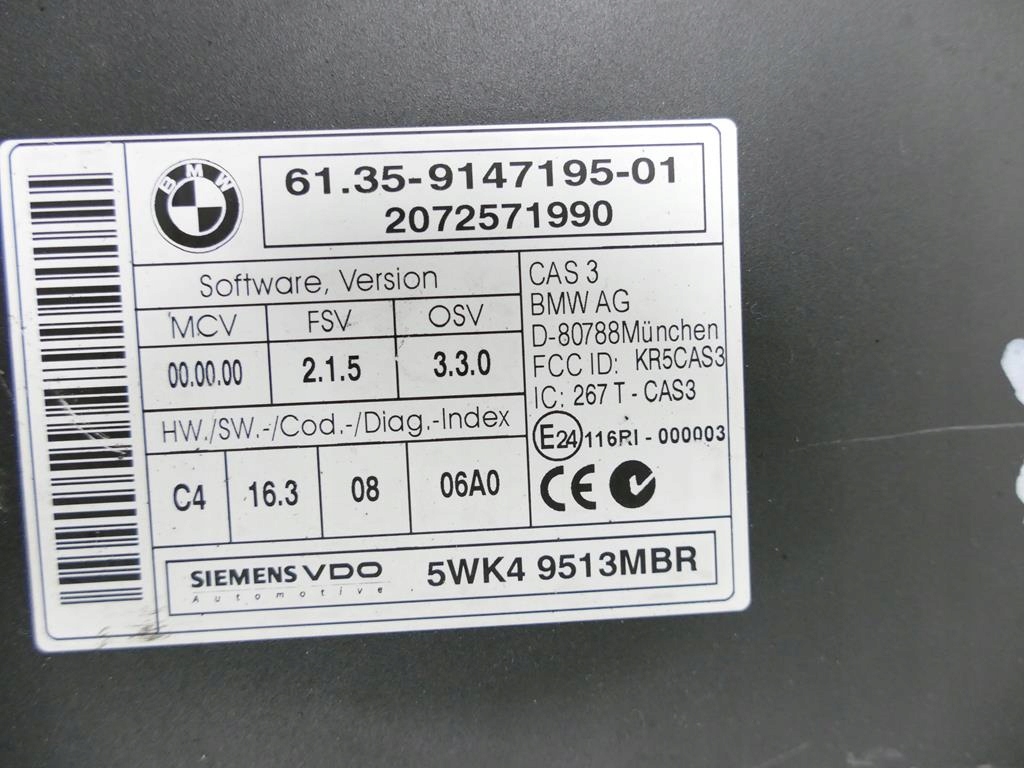 BMW
61.35-9147195-01
2072571990
Software, Version
MCV FSV OSV
00.00.00 2.1.5 3.3.0
HW./SW.-/Cod.-/Diag.-Index
C4 16.3 08 06A0
CAS 3
BMW AG
D-80788München
FCC ID: KR5CAS3
IC: 267 T - CAS3
E24 116RI - 000003
CE
SIEMENS VDO
Automotive
5WK4 9513MBR